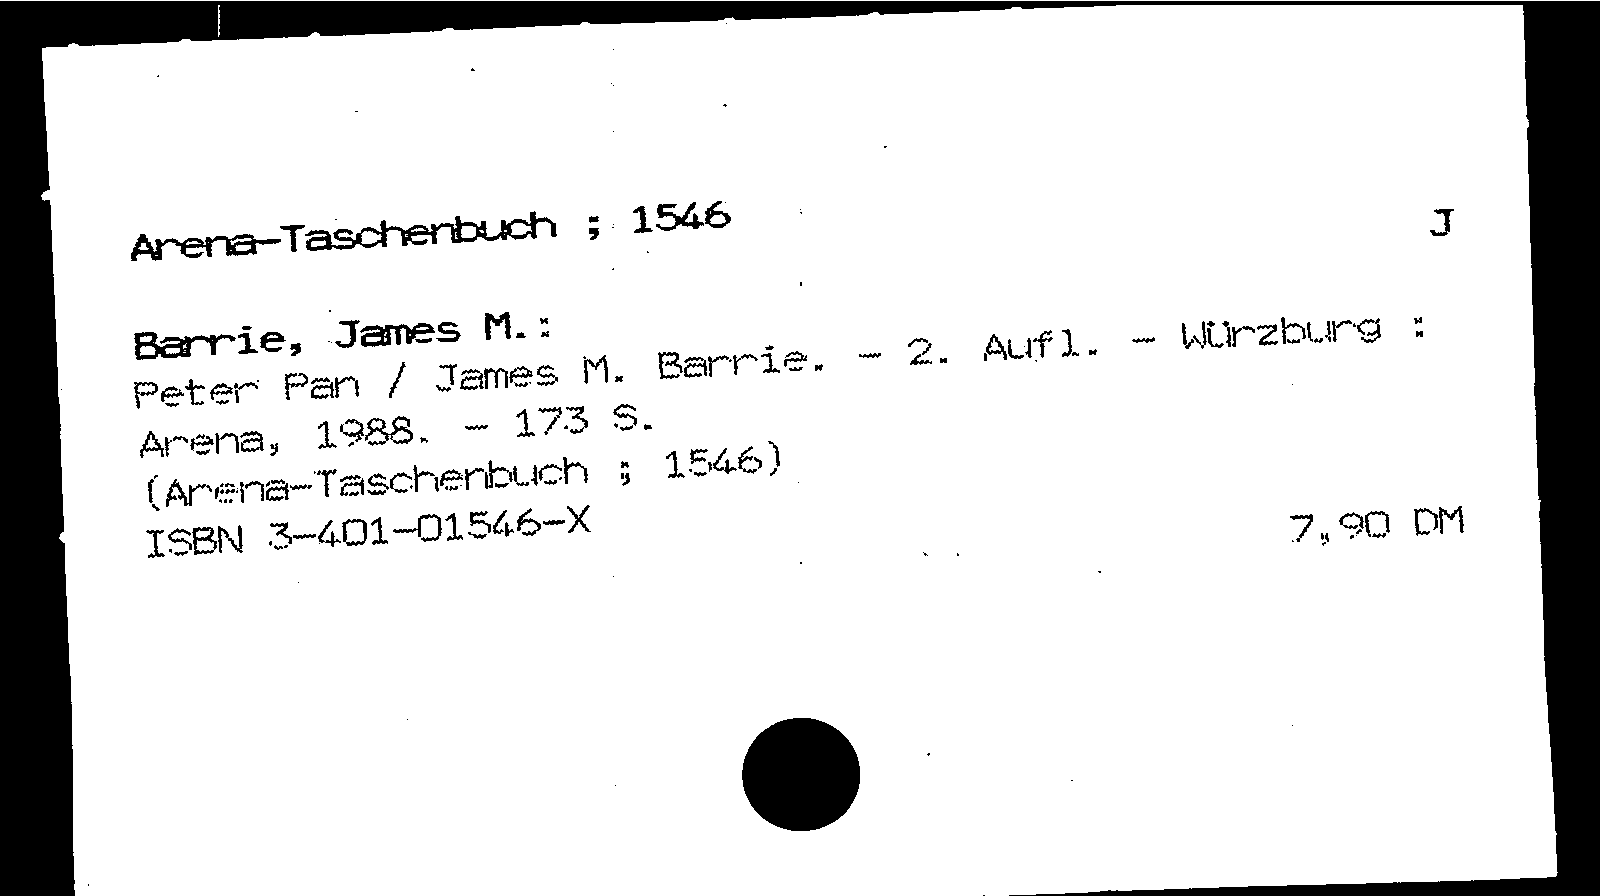 Arena-Taschenbuch ; 1546 J
Barrie, James M.:
Peter Pan / James M. Barrie. - 2. Aufl. - Würzburg :
Arena, 1988. - 173 S.
(Arena-Taschenbuch ; 1546)
ISBN 3-401-01546-X 7,90 DM